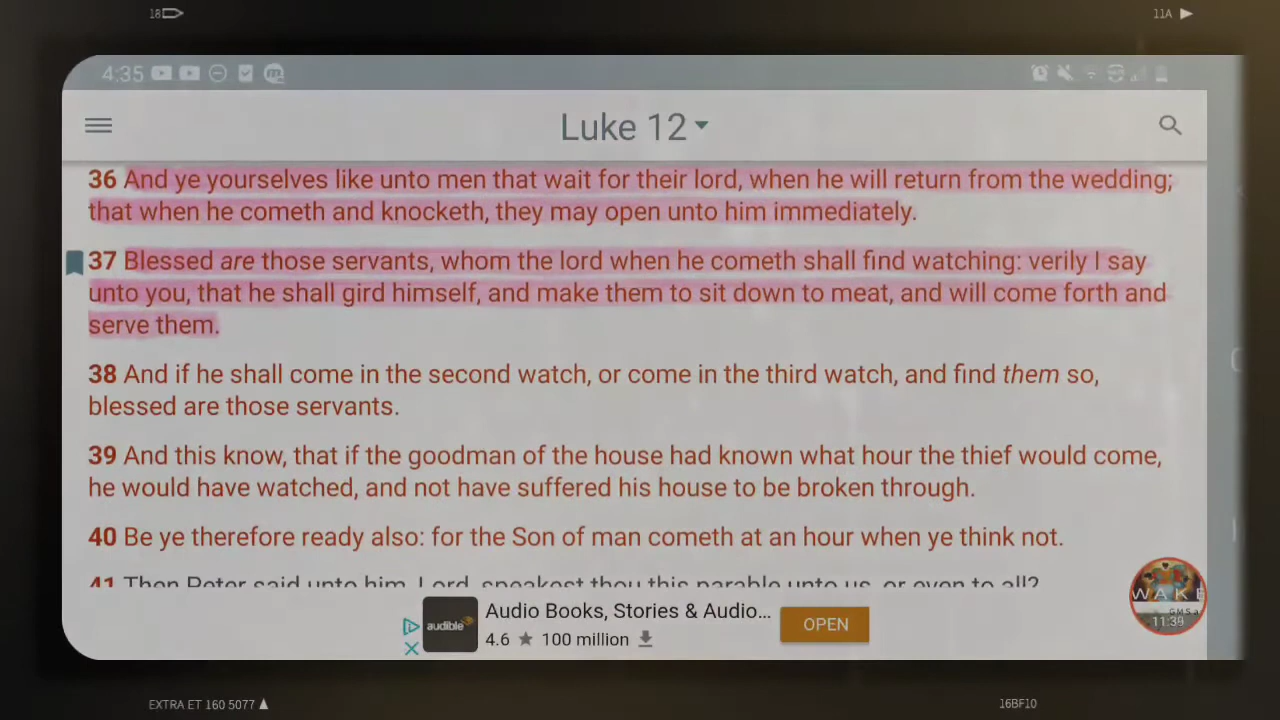 18
11A
4:35
Luke 12
36 And ye yourselves like unto men that wait for their lord, when he will return from the wedding;
that when he cometh and knocketh, they may open unto him immediately.
37 Blessed are those servants, whom the lord when he cometh shall find watching: verily I say
unto you, that he shall gird himself, and make them to sit down to meat, and will come forth and
serve them.
38 And if he shall come in the second watch, or come in the third watch, and find them so,
blessed are those servants.
39 And this know, that if the goodman of the house had known what hour the thief would come,
he would have watched, and not have suffered his house to be broken through.
40 Be ye therefore ready also: for the Son of man cometh at an hour when ye think not.
41 Then Peter said unto him, Lord, speakest thou this parable unto us, or even to all?
audible
Audio Books, Stories & Audio...
4.6 ★ 100 million
OPEN
WAKE
GMS a
11:39
EXTRA ET 160 5077
16BF10